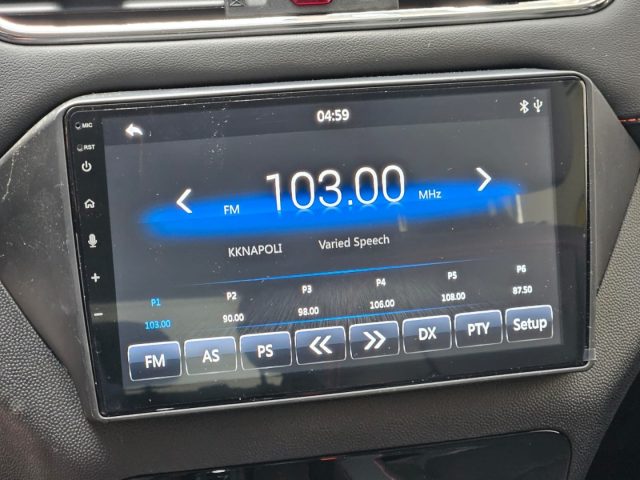 04:59
MIC
RST
FM 103.00 MHz
KKNAPOLI Varied Speech
P1 P2 P3 P4 P5 P6
103.00 90.00 98.00 106.00 108.00 87.50
FM AS PS DX PTY Setup